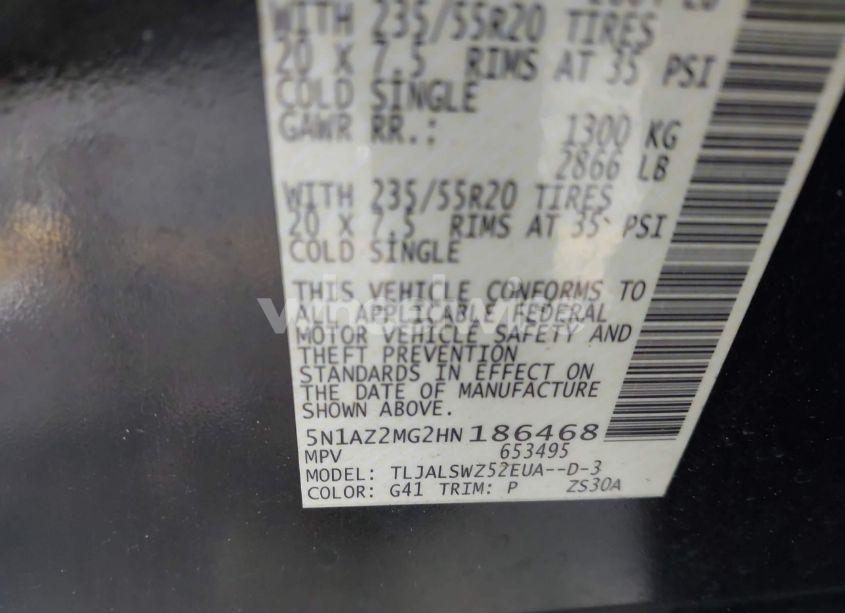 WITH 235/55R20 TIRES
20 X 7.5 RIMS AT 35 PSI
COLD SINGLE
GAWR RR.: 1300 KG
2866 LB
WITH 235/55R20 TIRES
20 X 7.5 RIMS AT 35 PSI
COLD SINGLE
THIS VEHICLE CONFORMS TO
ALL APPLICABLE FEDERAL
MOTOR VEHICLE SAFETY AND
THEFT PREVENTION
STANDARDS IN EFFECT ON
THE DATE OF MANUFACTURE
SHOWN ABOVE.
5N1AZ2MG2HN186468
MPV 653495
MODEL: TLJALSWZ52EUA--D-3
COLOR: G41 TRIM: P ZS30A